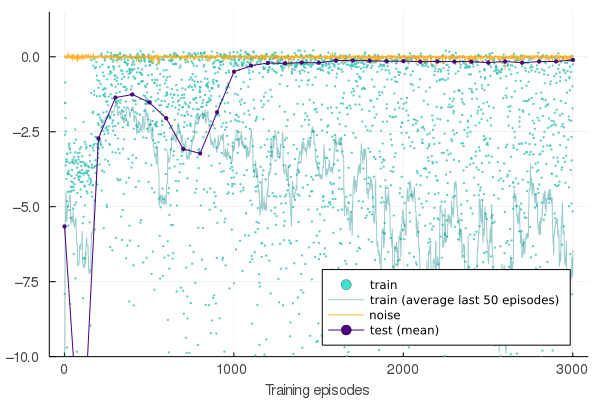 0.0
−2.5
−5.0
−7.5
−10.0
0
1000
2000
3000
Training episodes
train
train (average last 50 episodes)
noise
test (mean)